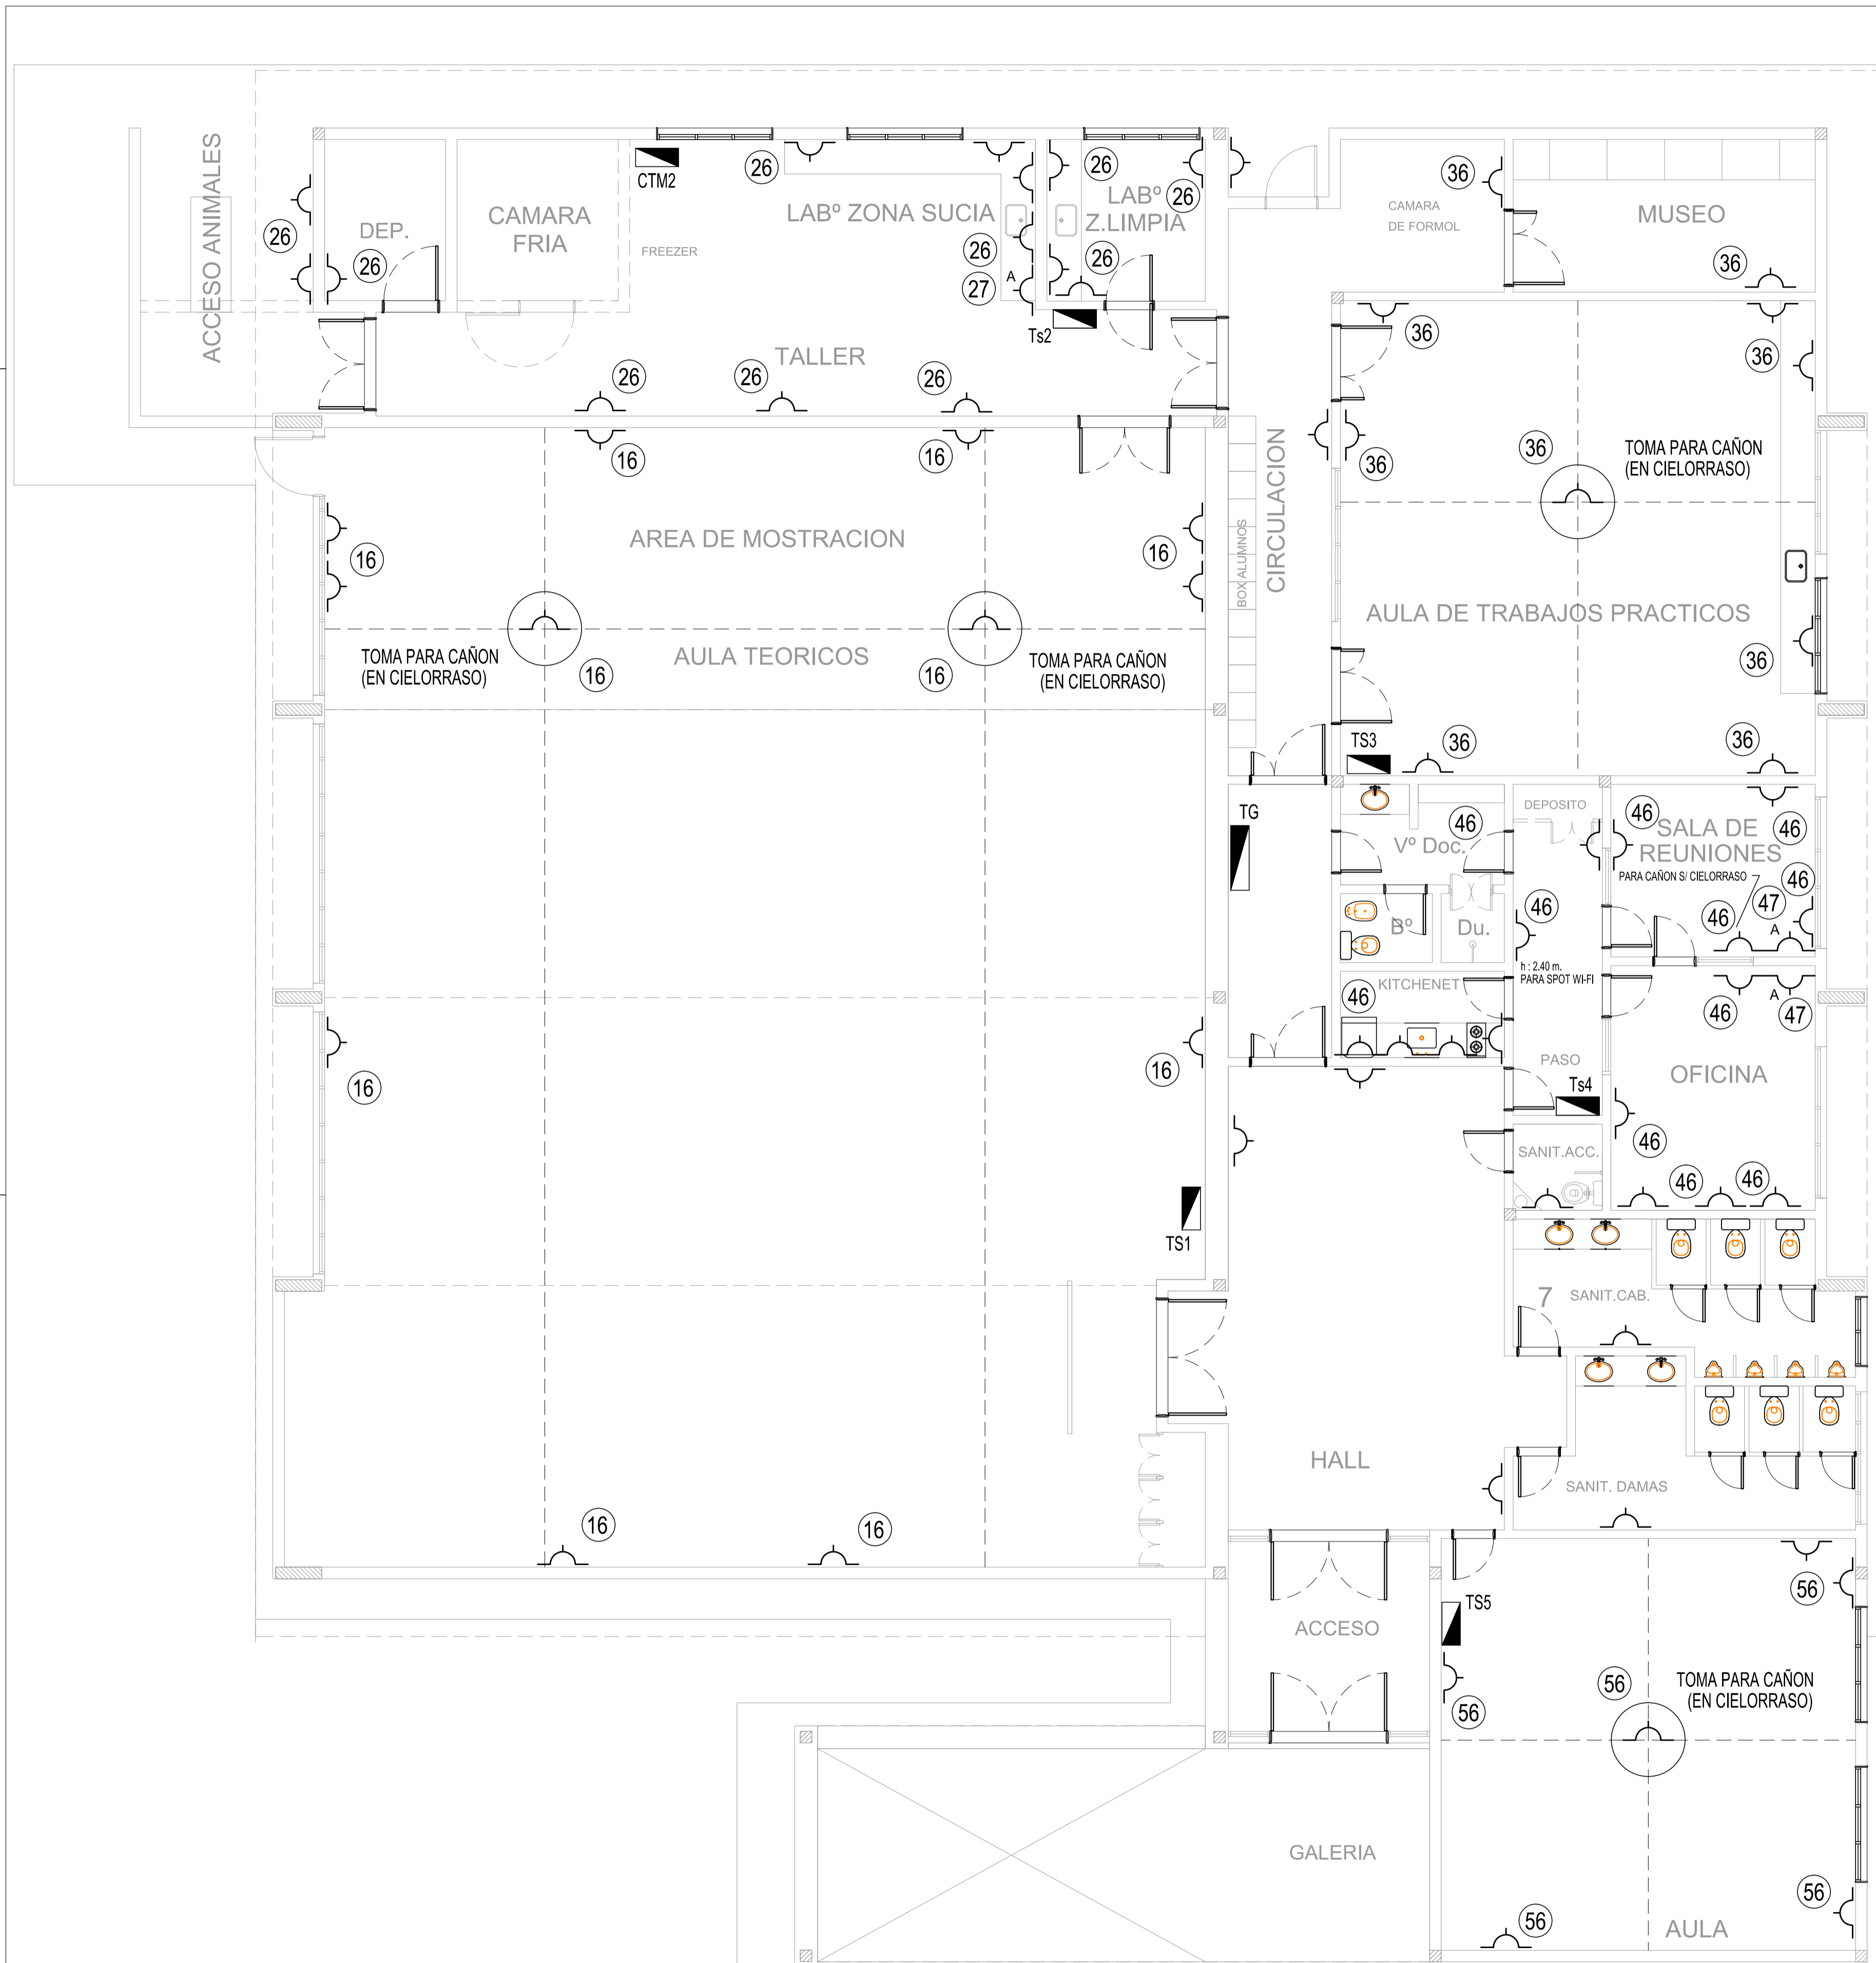 ACCESO ANIMALES
26
DEP.
26
CAMARA
FRIA
CTM2
FREEZER
26
LABº ZONA SUCIA
26
A
27
26
LABº
Z.LIMPIA
26
26
Ts2
TALLER
26
26
26
36
CAMARA
DE FORMOL
MUSEO
36
16
16
AREA DE MOSTRACION
16
16
TOMA PARA CAÑON
(EN CIELORRASO)
16
AULA TEORICOS
16
TOMA PARA CAÑON
(EN CIELORRASO)
BOX ALUMNOS
CIRCULACION
36
36
36
36
TOMA PARA CAÑON
(EN CIELORRASO)
AULA DE TRABAJOS PRACTICOS
36
TS3
36
36
TG
Vº Doc.
46
DEPOSITO
46
SALA DE
REUNIONES
46
PARA CAÑON S/ CIELORRASO
46
47
46
A
Bº
Du.
46
h : 2.40 m.
PARA SPOT WI-FI
KITCHENET
46
46
A
47
PASO
Ts4
OFICINA
46
46
46
16
16
TS1
SANIT.ACC.
7
SANIT.CAB.
HALL
SANIT. DAMAS
16
16
ACCESO
TS5
56
56
56
TOMA PARA CAÑON
(EN CIELORRASO)
GALERIA
56
56
AULA